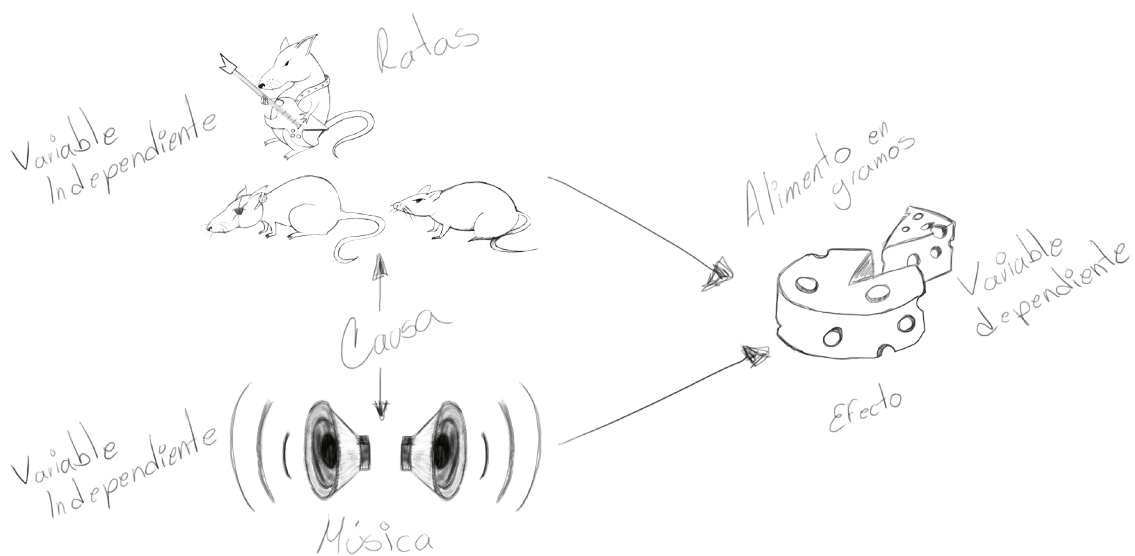 Ratas
Variable
Independiente
Alimento en
gramos
Variable
dependiente
Causa
Efecto
Variable
Independiente
Música